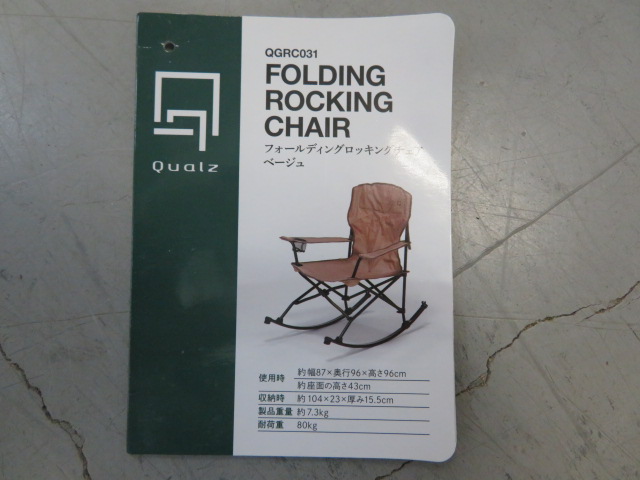 Qualz
QGRC031
FOLDING
ROCKING
CHAIR
フォールディングロッキングチェア
ベージュ
使用時 約幅87×奥行96×高さ96cm
約座面の高さ43cm
収納時 約104×23×厚み15.5cm
製品重量 約7.3kg
耐荷重 80kg